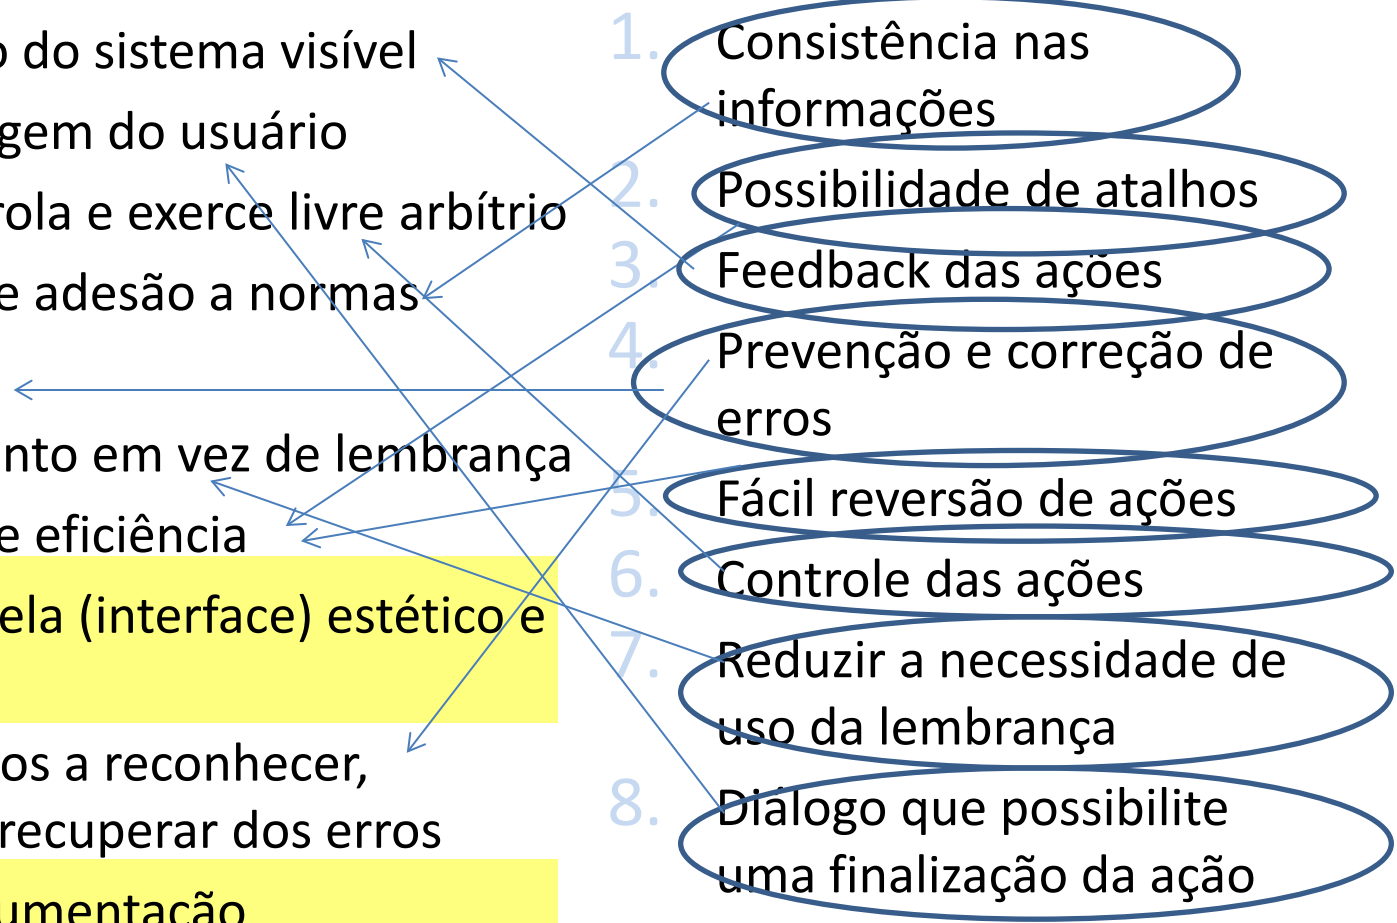 o do sistema visível
gem do usuário
rola e exerce livre arbítrio
e adesão a normas
nto em vez de lembrança
e eficiência
ela (interface) estético e
os a reconhecer,
recuperar dos erros
umentação
1. Consistência nas
informações
2. Possibilidade de atalhos
3. Feedback das ações
4. Prevenção e correção de
erros
5. Fácil reversão de ações
6. Controle das ações
7. Reduzir a necessidade de
uso da lembrança
8. Diálogo que possibilite
uma finalização da ação